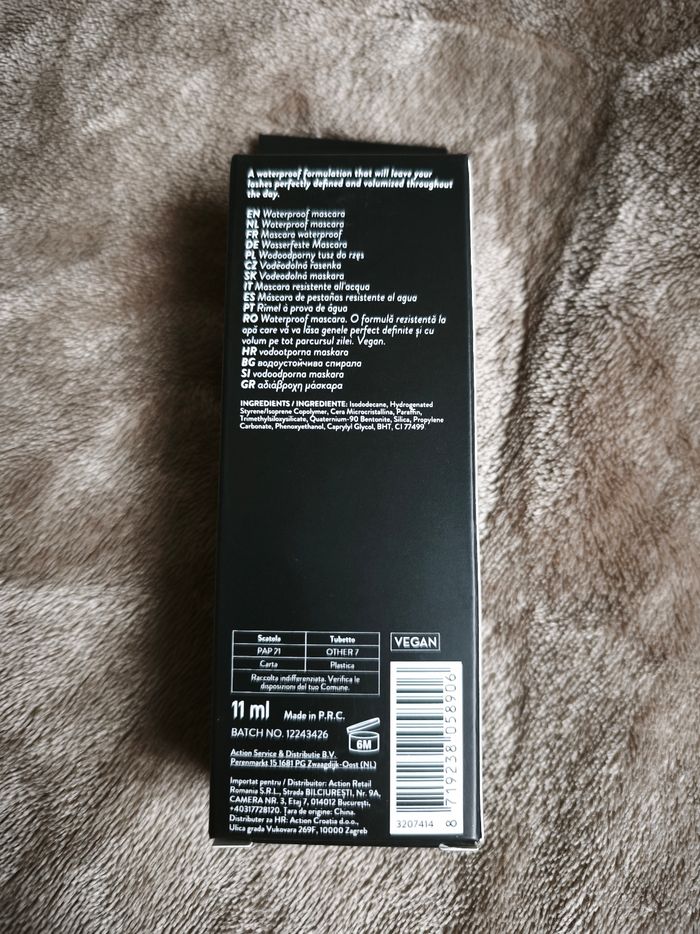 A waterproof formulation that will leave your
lashes perfectly defined and volumized throughout
the day.
EN Waterproof mascara
NL Waterproof mascara
FR Mascara waterproof
DE Wasserfeste Mascara
PL Wodoodporny tusz do rzęs
CZ Voděodolná řasenka
SK Vodeodolná maskara
IT Mascara resistente all'acqua
ES Máscara de pestañas resistente al agua
PT Rímel à prova de água
RO Waterproof mascara. O formulă rezistentă la
apă care vă va lăsa genele perfect definite și cu
volum pe tot parcursul zilei. Vegan.
HR vodootporna maskara
BG водоустойчива спирала
SI vodoodporna maskara
GR αδιάβροχη μάσκαρα
INGREDIENTS / INGREDIENTE: Isododecane, Hydrogenated
Styrene/Isoprene Copolymer, Cera Microcristallina, Paraffin,
Trimethylsiloxysilicate, Quaternium-90 Bentonite, Silica, Propylene
Carbonate, Phenoxyethanol, Caprylyl Glycol, BHT, CI 77499
Scatola Tubetto
PAP 21 OTHER 7
Carta Plastica
Raccolta indifferenziata. Verifica le
disposizioni del tuo Comune.
VEGAN
11 ml Made in P.R.C.
BATCH NO. 12243426
6M
Action Service & Distributie B.V.
Perenmarkt 15 1681 PG Zwaagdijk-Oost (NL)
Importat pentru / Distribuitor: Action Retail
Romania S.R.L., Strada BILCIUREȘTI, Nr. 9A,
CAMERA NR. 3, Etaj 7, 014012 București,
+40317728120. Țara de origine: China.
Distributer za HR: Action Croatia d.o.o.,
Ulica grada Vukovara 269F, 10000 Zagreb
8 719238 058906
3207414